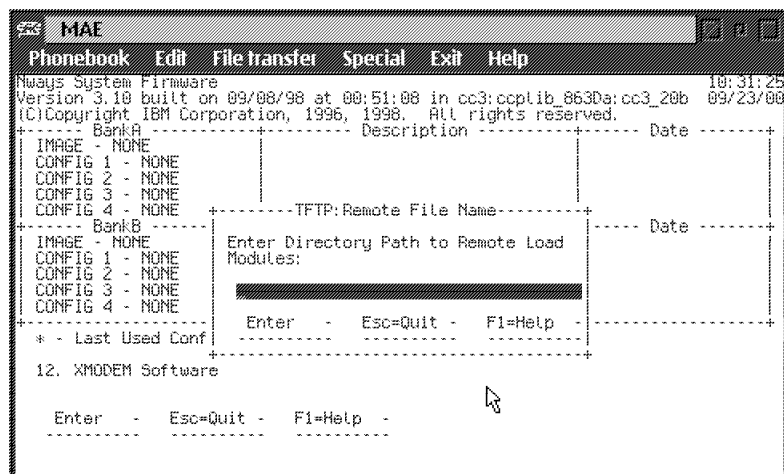 MAE
Phonebook Edit File transfer Special Exit Help
Nways System Firmware 10:31:25
Version 3.10 built on 09/08/98 at 00:51:08 in cc3:ccplib_863Da:cc3_20b 09/23/00
(C)Copyright IBM Corporation, 1996, 1998. All rights reserved.
BankA Description Date
IMAGE - NONE
CONFIG 1 - NONE
CONFIG 2 - NONE
CONFIG 3 - NONE
CONFIG 4 - NONE
TFTP:Remote File Name
BankB Date
IMAGE - NONE
Enter Directory Path to Remote Load
Modules:
CONFIG 1 - NONE
CONFIG 2 - NONE
CONFIG 3 - NONE
CONFIG 4 - NONE
Enter - Esc=Quit - F1=Help -
* - Last Used Conf
12. XMODEM Software
Enter - Esc=Quit - F1=Help -